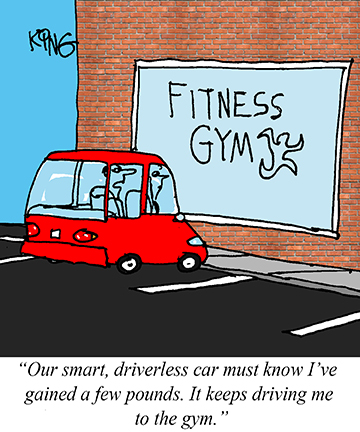 King
FITNESS
GYM
“Our smart, driverless car must know I’ve
gained a few pounds. It keeps driving me
to the gym.”